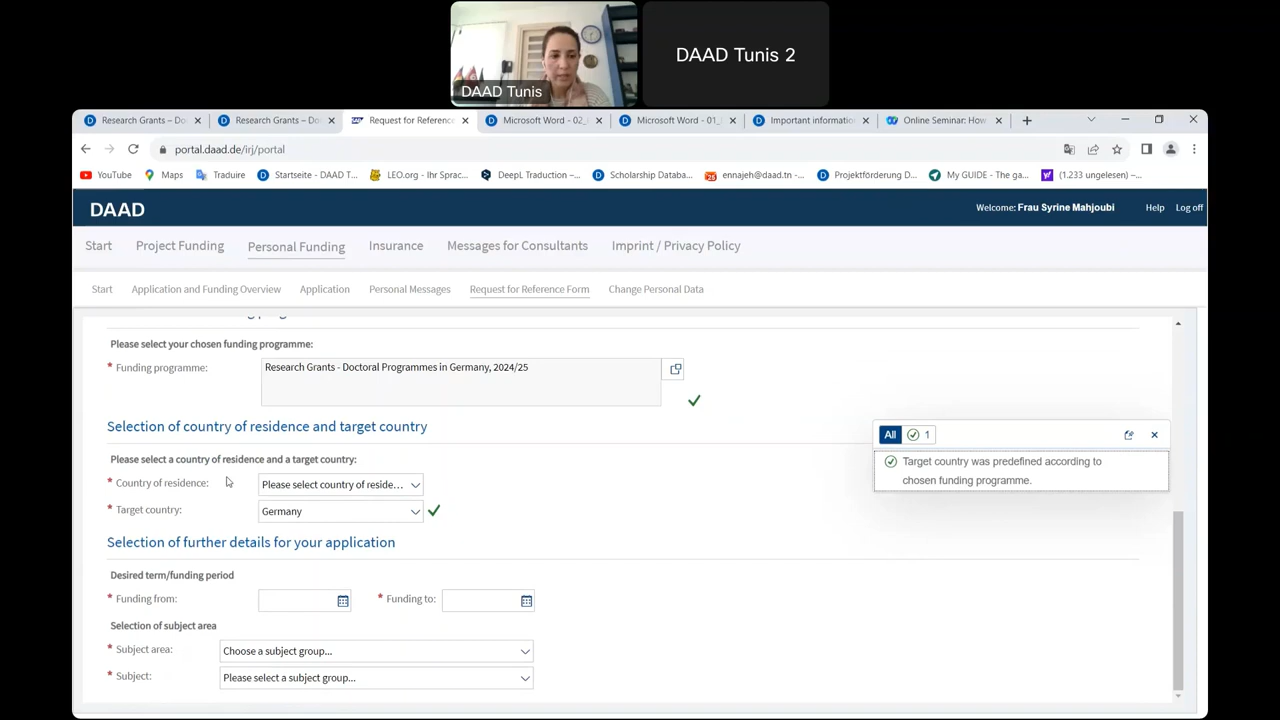 DAAD Tunis 2
DAAD Tunis
Research Grants – Do
Research Grants – Do
Request for Reference
Microsoft Word - 02_
Microsoft Word - 01_
Important informatio
Online Seminar: How
portal.daad.de/irj/portal
YouTube
Maps
Traduire
Startseite - DAAD T...
LEO.org - Ihr Sprac...
DeepL Traduction –...
Scholarship Databa...
ennajeh@daad.tn -...
Projektförderung D...
My GUIDE - The ga...
(1.233 ungelesen) –...
DAAD
Welcome: Frau Syrine Mahjoubi
Help
Log off
Start
Project Funding
Personal Funding
Insurance
Messages for Consultants
Imprint / Privacy Policy
Start
Application and Funding Overview
Application
Personal Messages
Request for Reference Form
Change Personal Data
Please select your chosen funding programme:
* Funding programme:
Research Grants - Doctoral Programmes in Germany, 2024/25
Selection of country of residence and target country
All
1
Target country was predefined according to
chosen funding programme.
Please select a country of residence and a target country:
* Country of residence:
Please select country of reside...
* Target country:
Germany
Selection of further details for your application
Desired term/funding period
* Funding from:
* Funding to:
Selection of subject area
* Subject area:
Choose a subject group...
* Subject:
Please select a subject group...